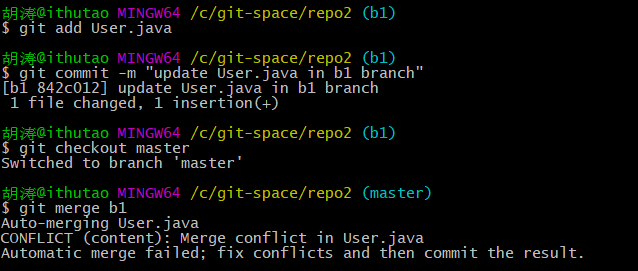 胡涛@ithutao MINGW64 /c/git-space/repo2 (b1)
$ git add User.java
胡涛@ithutao MINGW64 /c/git-space/repo2 (b1)
$ git commit -m "update User.java in b1 branch"
[b1 842c012] update User.java in b1 branch
 1 file changed, 1 insertion(+)
胡涛@ithutao MINGW64 /c/git-space/repo2 (b1)
$ git checkout master
Switched to branch 'master'
胡涛@ithutao MINGW64 /c/git-space/repo2 (master)
$ git merge b1
Auto-merging User.java
CONFLICT (content): Merge conflict in User.java
Automatic merge failed; fix conflicts and then commit the result.